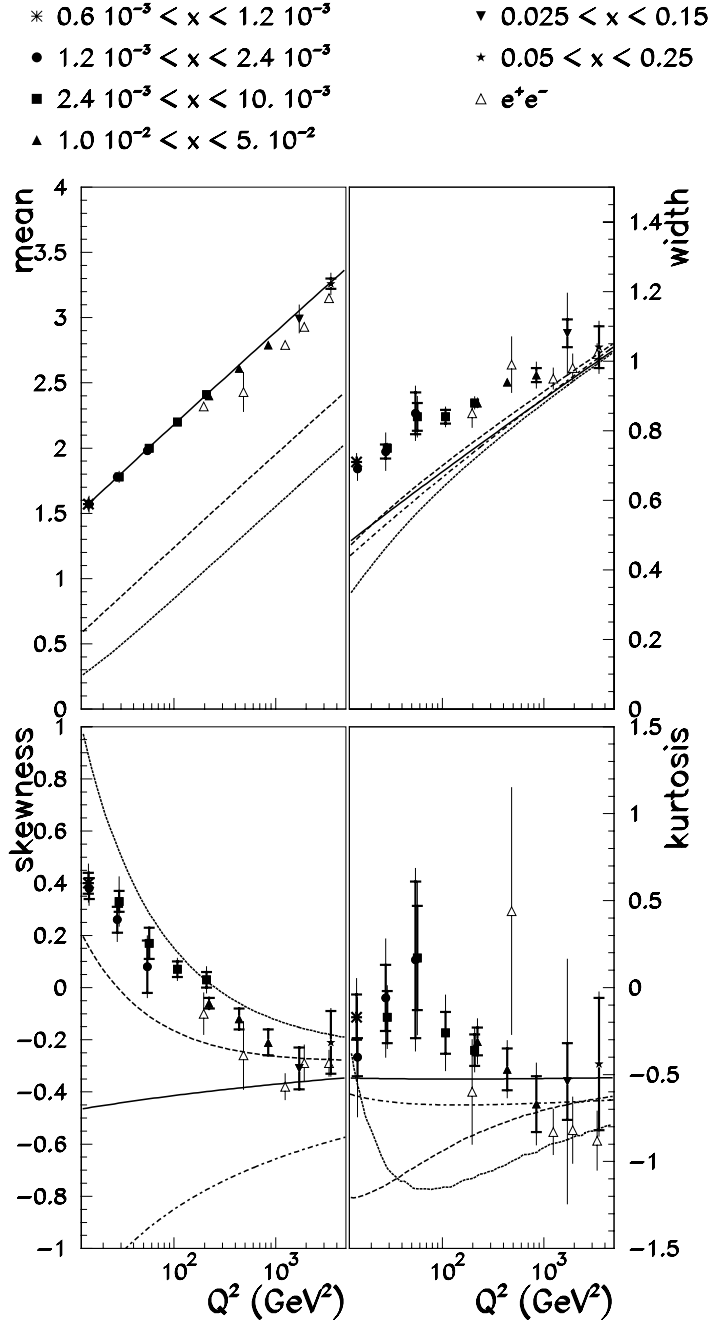 0.6 10⁻³ < x < 1.2 10⁻³
1.2 10⁻³ < x < 2.4 10⁻³
2.4 10⁻³ < x < 10. 10⁻³
1.0 10⁻² < x < 5. 10⁻²
0.025 < x < 0.15
0.05 < x < 0.25
e⁺e⁻
mean
4
3.5
3
2.5
2
1.5
1
0.5
0
width
1.4
1.2
1
0.8
0.6
0.4
0.2
0
skewness
1
0.8
0.6
0.4
0.2
0
−0.2
−0.4
−0.6
−0.8
−1
kurtosis
1.5
1
0.5
0
−0.5
−1
−1.5
10² 10³
Q² (GeV²)
10² 10³
Q² (GeV²)